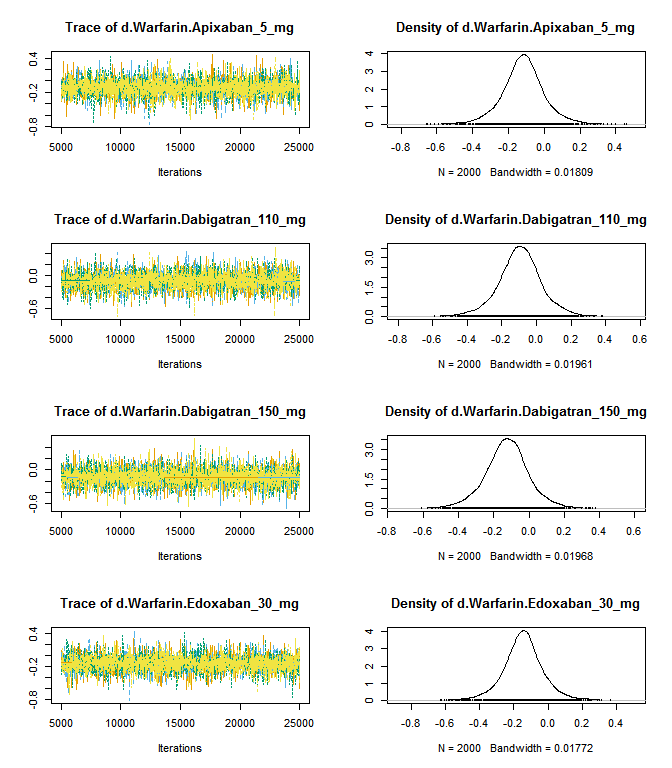 Trace of d.Warfarin.Apixaban_5_mg
0.4
-0.2
-0.8
5000 10000 15000 20000 25000
Iterations
Density of d.Warfarin.Apixaban_5_mg
4
3
2
1
0
-0.8 -0.6 -0.4 -0.2 0.0 0.2 0.4
N = 2000 Bandwidth = 0.01809
Trace of d.Warfarin.Dabigatran_110_mg
0.0
-0.6
5000 10000 15000 20000 25000
Iterations
Density of d.Warfarin.Dabigatran_110_mg
3.0
1.5
0.0
-0.8 -0.6 -0.4 -0.2 0.0 0.2 0.4 0.6
N = 2000 Bandwidth = 0.01961
Trace of d.Warfarin.Dabigatran_150_mg
0.0
-0.6
5000 10000 15000 20000 25000
Iterations
Density of d.Warfarin.Dabigatran_150_mg
3.0
1.5
0.0
-0.8 -0.6 -0.4 -0.2 0.0 0.2 0.4 0.6
N = 2000 Bandwidth = 0.01968
Trace of d.Warfarin.Edoxaban_30_mg
0.4
-0.2
-0.8
5000 10000 15000 20000 25000
Iterations
Density of d.Warfarin.Edoxaban_30_mg
4
3
2
1
0
-0.8 -0.6 -0.4 -0.2 0.0 0.2 0.4
N = 2000 Bandwidth = 0.01772